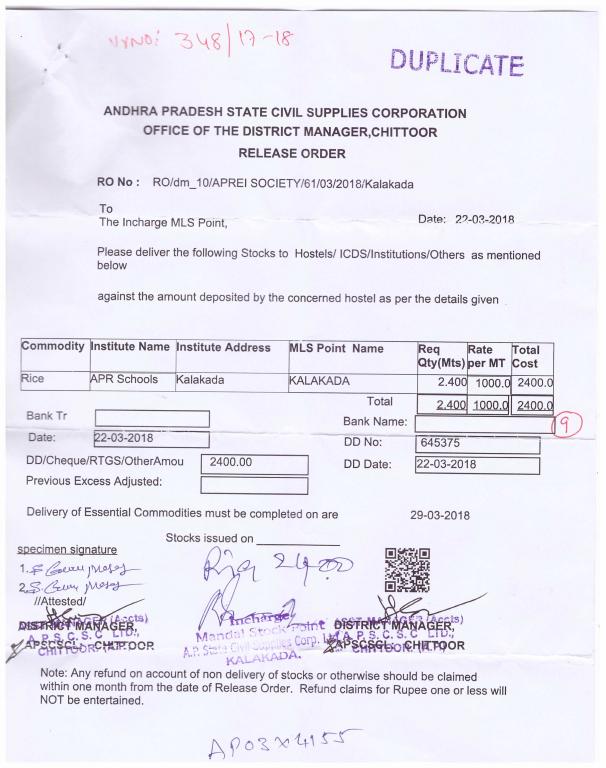 VrNo: 348/17-18
DUPLICATE
ANDHRA PRADESH STATE CIVIL SUPPLIES CORPORATION
OFFICE OF THE DISTRICT MANAGER,CHITTOOR
RELEASE ORDER
RO No : RO/dm_10/APREI SOCIETY/61/03/2018/Kalakada
To
The Incharge MLS Point,
Date: 22-03-2018
Please deliver the following Stocks to Hostels/ ICDS/Institutions/Others as mentioned
below
against the amount deposited by the concerned hostel as per the details given
Commodity Institute Name Institute Address MLS Point Name Req Qty(Mts) Rate per MT Total Cost
Rice APR Schools Kalakada KALAKADA 2.400 1000.0 2400.0
Total 2.400 1000.0 2400.0
Bank Tr
Bank Name:
9
Date: 22-03-2018
DD No: 645375
DD/Cheque/RTGS/OtherAmou 2400.00
DD Date: 22-03-2018
Previous Excess Adjusted:
Delivery of Essential Commodities must be completed on are 29-03-2018
Stocks issued on
specimen signature
1.
2.
//Attested/
DISTRICT MANAGER,
APSCSCL., CHITTOOR
A.P.S.C.S.C LTD.,
CHITTOOR.
Incharge
Mandal Stock Point
A.P. State Civil Supplies Corp. Ltd
KALAKADA.
DISTRICT MANAGER,
APSCSCL., CHITTOOR
A.P.S.C.S.C LTD.,
CHITTOOR.
Note: Any refund on account of non delivery of stocks or otherwise should be claimed
within one month from the date of Release Order. Refund claims for Rupee one or less will
NOT be entertained.
AP03X4155